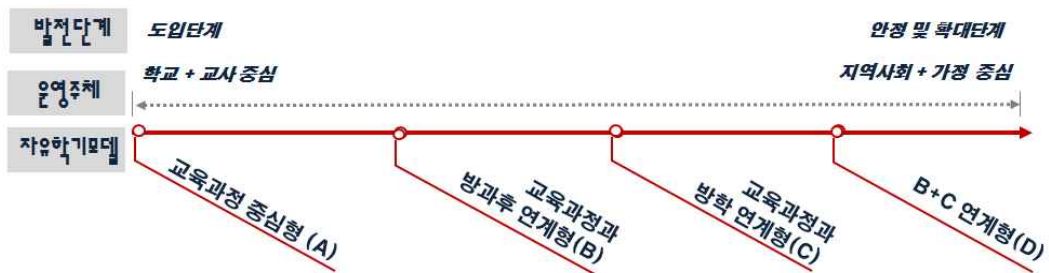 발전단계
도입단계
안정 및 확대단계
운영주체
학교 + 교사 중심
지역사회 + 가정 중심
자유학기모델
교육과정 중심형 (A)
교육과정과
방과후 연계형(B)
교육과정과
방학 연계형(C)
B+C 연계형(D)